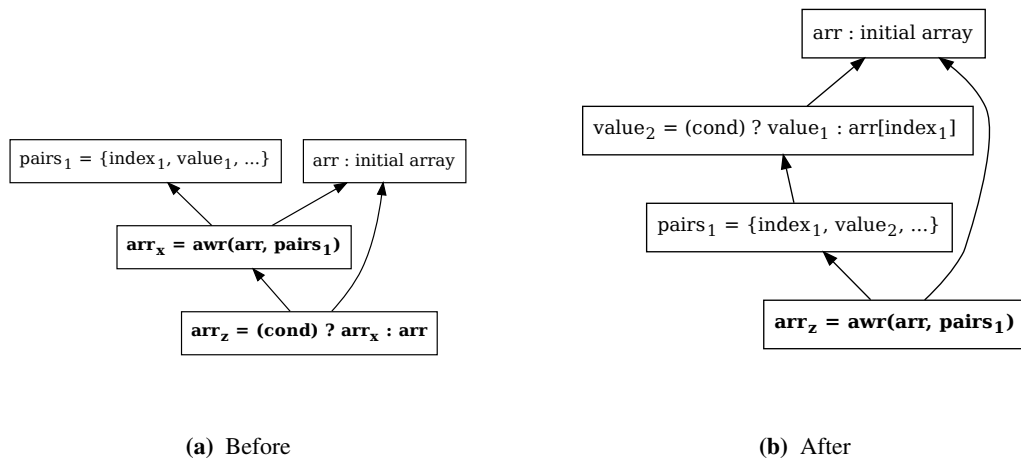 pairs₁ = {index₁, value₁, ...}
arr : initial array
arrₓ = awr(arr, pairs₁)
arr_z = (cond) ? arrₓ : arr
(a) Before
arr : initial array
value₂ = (cond) ? value₁ : arr[index₁]
pairs₁ = {index₁, value₂, ...}
arr_z = awr(arr, pairs₁)
(b) After